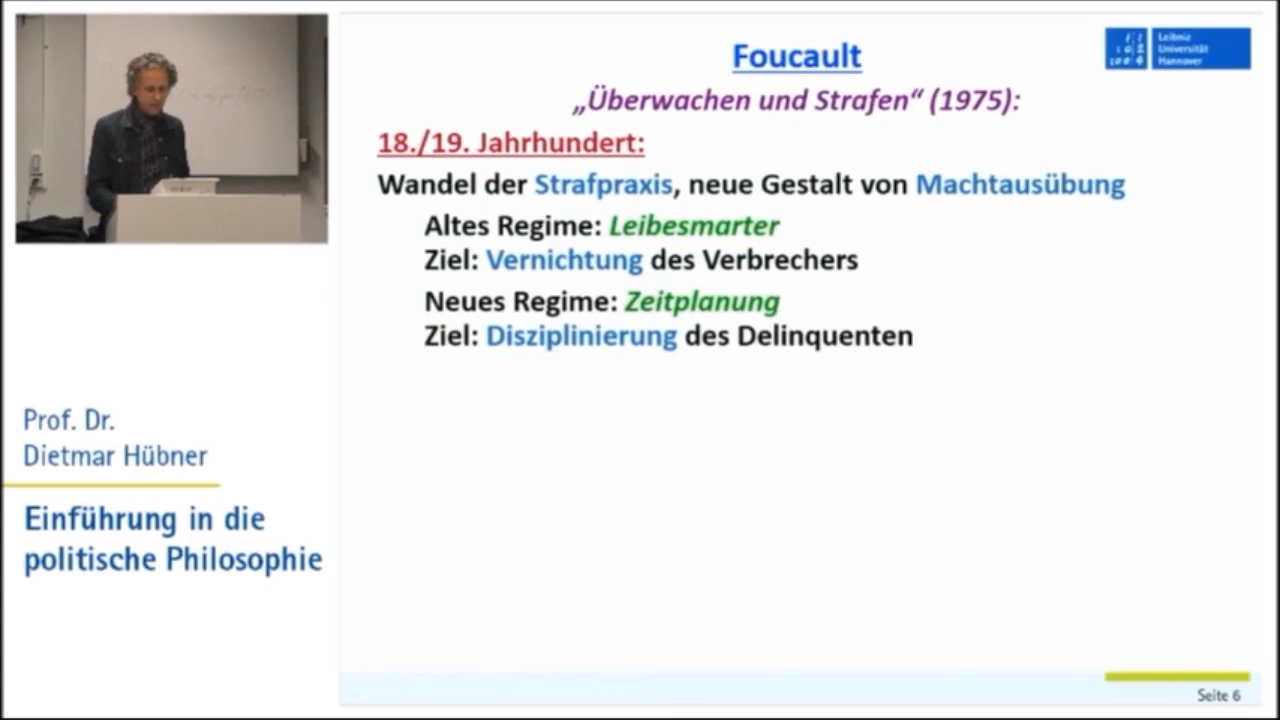 Foucault
„Überwachen und Strafen“ (1975):
18./19. Jahrhundert:
Wandel der Strafpraxis, neue Gestalt von Machtausübung
Altes Regime: Leibesmarter
Ziel: Vernichtung des Verbrechers
Neues Regime: Zeitplanung
Ziel: Disziplinierung des Delinquenten
Leibniz
Universität
Hannover
Prof. Dr.
Dietmar Hübner
Einführung in die
politische Philosophie
Seite 6